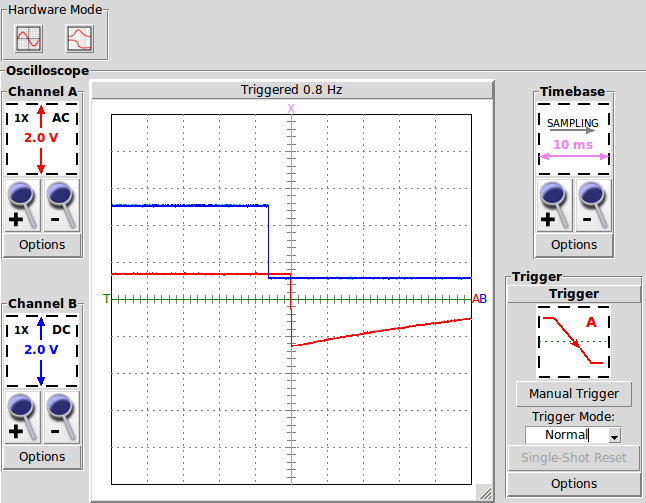 Hardware Mode
Oscilloscope
Channel A
1X AC
2.0 V
+ -
Options
Channel B
1X DC
2.0 V
+ -
Options
Triggered 0.8 Hz
X
T
AB
Timebase
SAMPLING
10 ms
+ -
Options
Trigger
Trigger
A
Manual Trigger
Trigger Mode:
Normal
Single-Shot Reset
Options